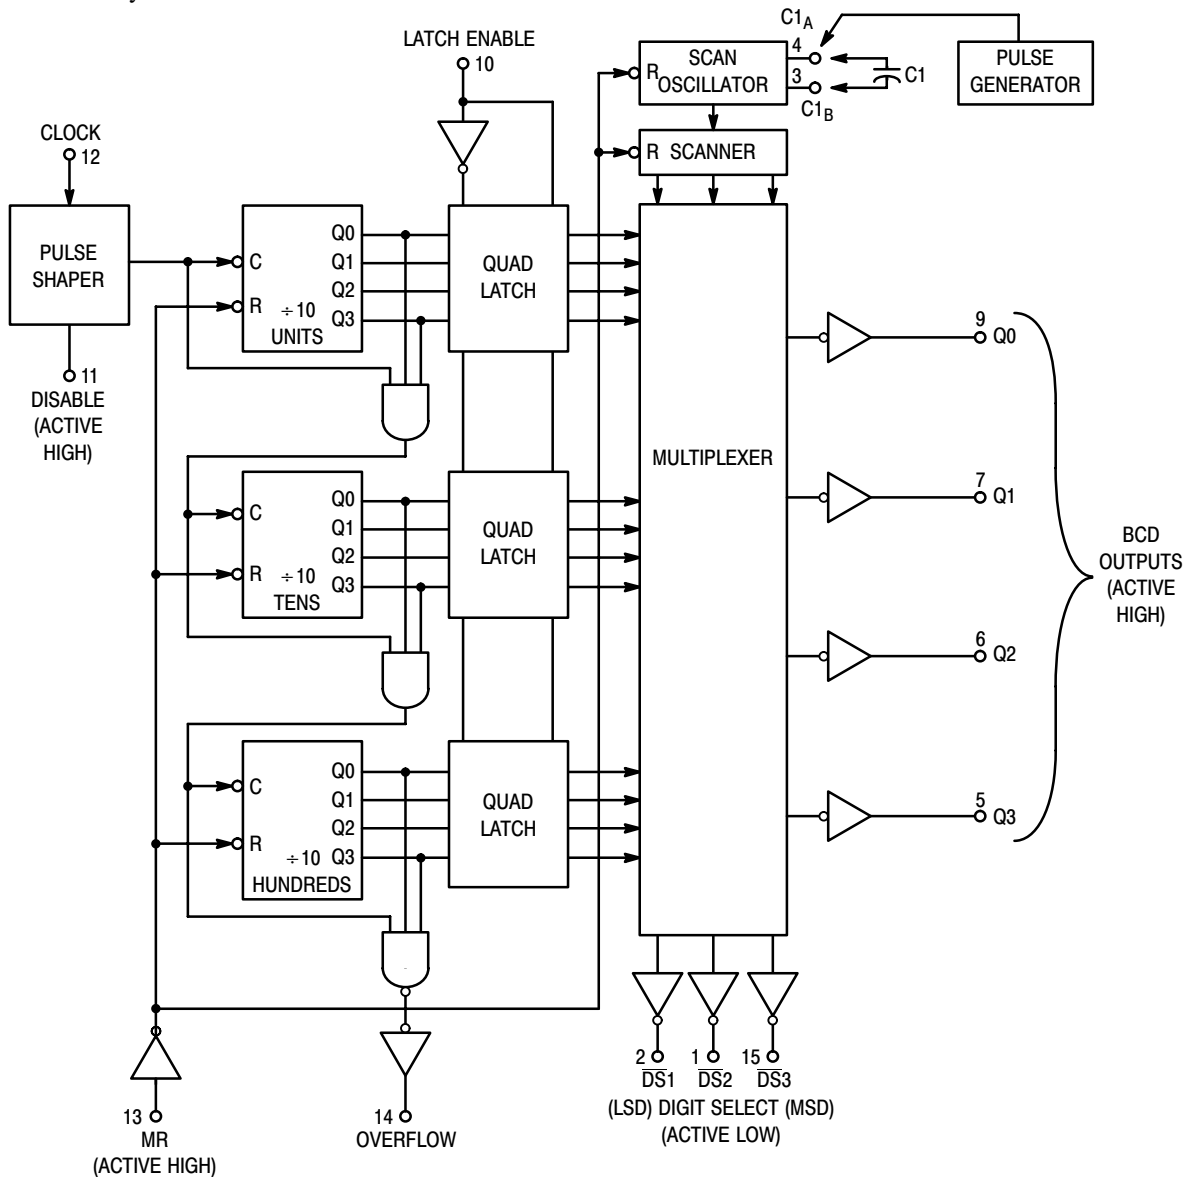 LATCH ENABLE
10
C1A
4
3
C1B
C1
R
SCAN
OSCILLATOR
PULSE
GENERATOR
CLOCK
12
R SCANNER
PULSE
SHAPER
11
DISABLE
(ACTIVE
HIGH)
C
R
÷10
UNITS
Q0
Q1
Q2
Q3
QUAD
LATCH
C
R
÷10
TENS
Q0
Q1
Q2
Q3
QUAD
LATCH
C
R
÷10
HUNDREDS
Q0
Q1
Q2
Q3
QUAD
LATCH
MULTIPLEXER
9
Q0
7
Q1
6
Q2
5
Q3
BCD
OUTPUTS
(ACTIVE
HIGH)
13
MR
(ACTIVE HIGH)
14
OVERFLOW
2 1 15
D̅S̅1 D̅S̅2 D̅S̅3
(LSD) DIGIT SELECT (MSD)
(ACTIVE LOW)